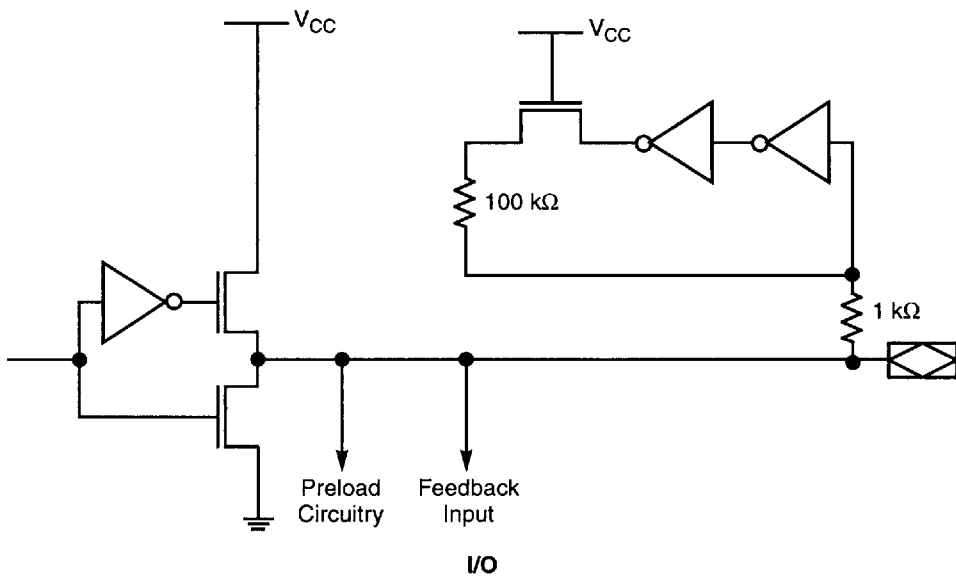 V_CC
V_CC
100 kΩ
1 kΩ
Preload
Circuitry
Feedback
Input
I/O